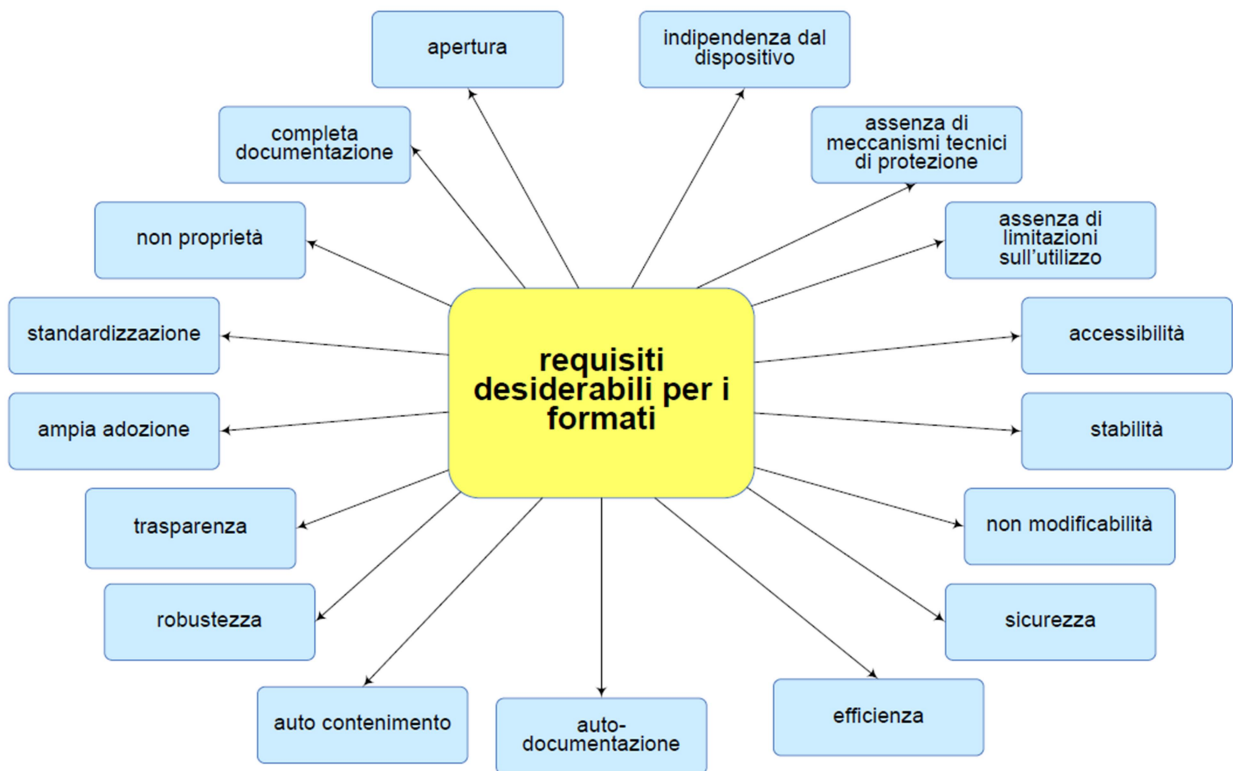 apertura
indipendenza dal
dispositivo
completa
documentazione
assenza di
meccanismi tecnici
di protezione
non proprietà
assenza di
limitazioni
sull'utilizzo
standardizzazione
requisiti
desiderabili per i
formati
accessibilità
ampia adozione
stabilità
trasparenza
non modificabilità
robustezza
sicurezza
auto contenimento
auto-
documentazione
efficienza